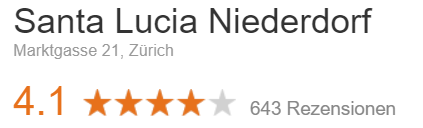 Santa Lucia Niederdorf
Marktgasse 21, Zürich
4.1 643 Rezensionen